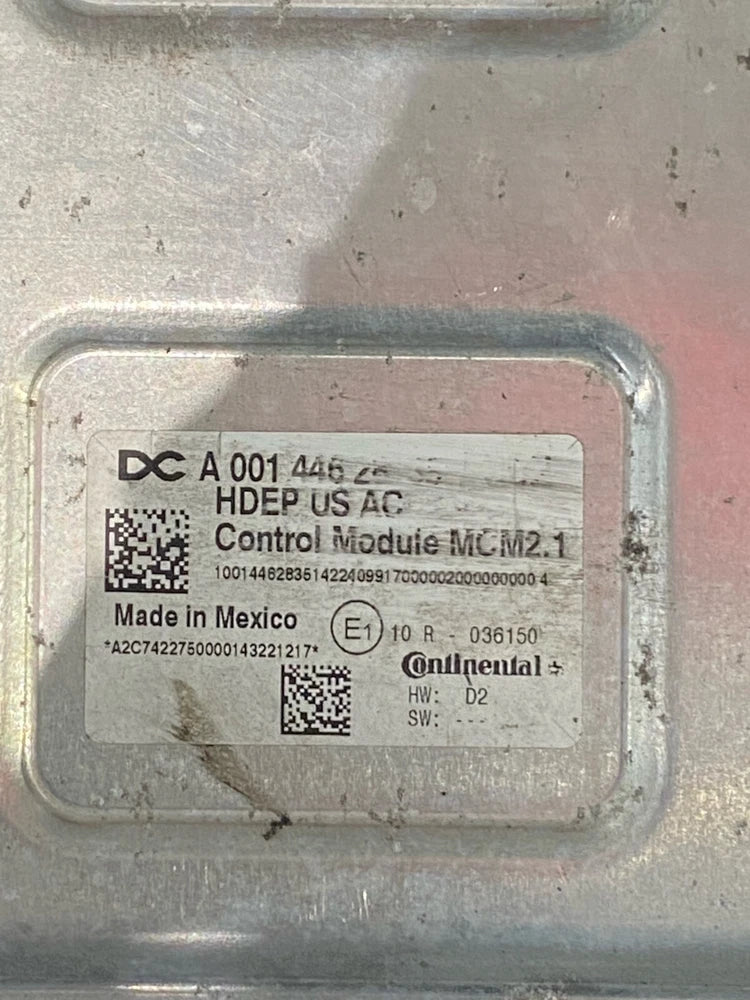 DC A 001 446
HDEP US AC
Control Module MCM2.1
Made in Mexico
*A2C7422750000143221217*
E1 10 R - 036150
Continental
HW: D2
SW: ---